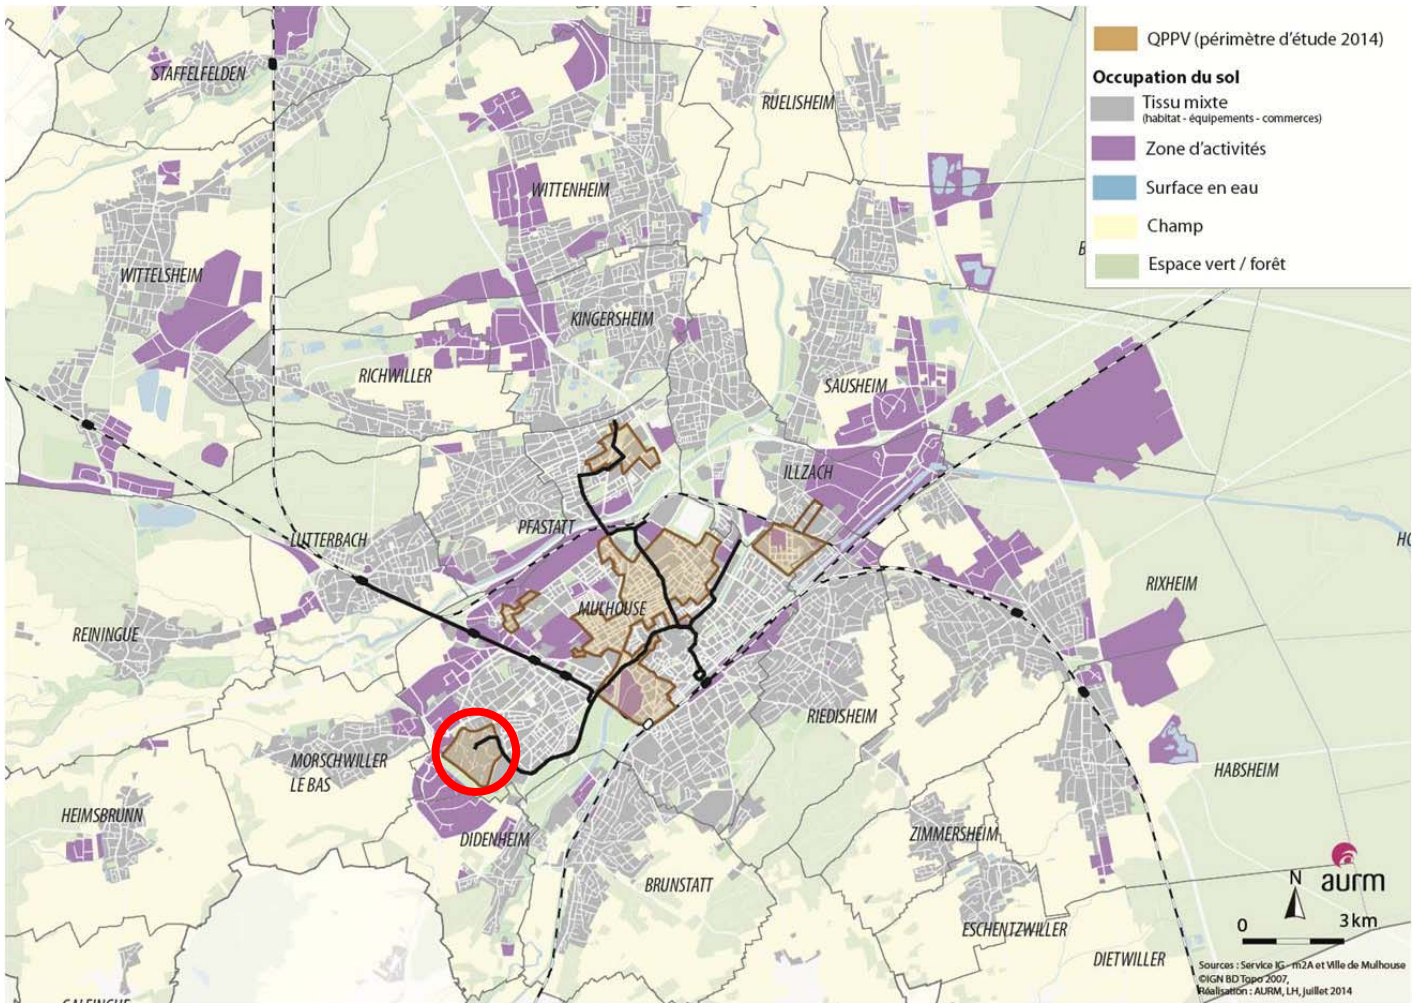 QPPV (périmètre d'étude 2014)
Occupation du sol
Tissu mixte
(habitat - équipements - commerces)
Zone d'activités
Surface en eau
Champ
Espace vert / forêt
STAFFELFELDEN
RUELISHEIM
WITTENHEIM
WITTELSHEIM
B
KINGERSHEIM
RICHWILLER
SAUSHEIM
ILLZACH
PFASTATT
LUTTERBACH
HO
RIXHEIM
MULHOUSE
REININGUE
RIEDISHEIM
MORSCHWILLER
LE BAS
HABSHEIM
HEIMSBRUNN
DIDENHEIM
ZIMMERSHEIM
BRUNSTATT
ESCHENTZWILLER
DIETWILLER
GALFINGUE
aurm
N
0 3 km
Sources : Service IG - m2A et Ville de Mulhouse
©IGN BD Topo 2007,
Réalisation : AURM, LH, juillet 2014